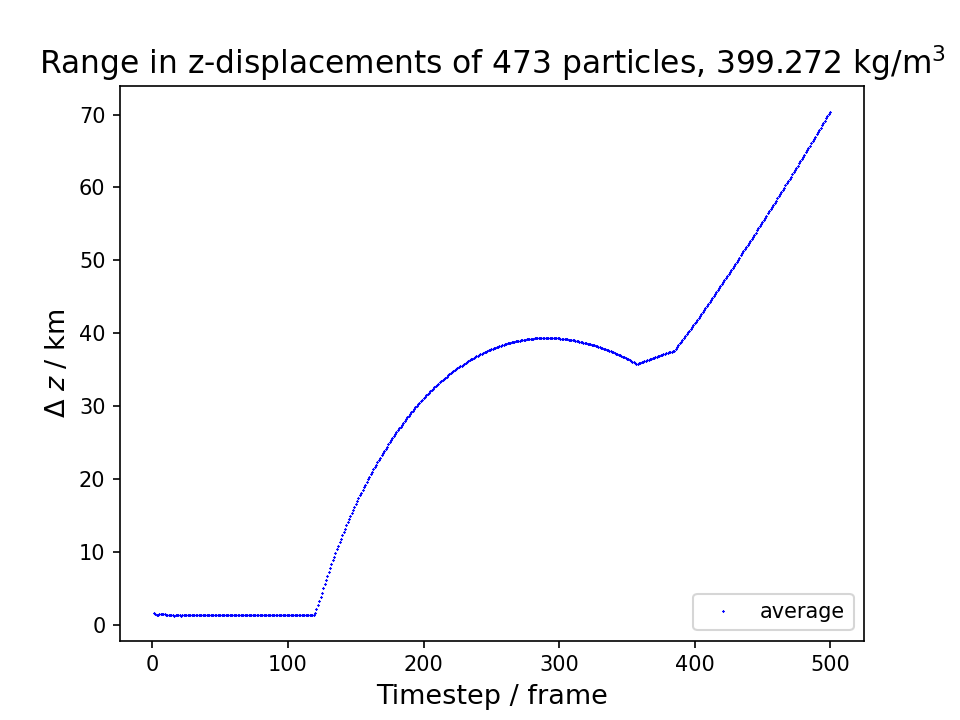 Range in z-displacements of 473 particles, 399.272 kg/m³
70
60
50
40
30
20
10
0
Δ z / km
average
0 100 200 300 400 500
Timestep / frame